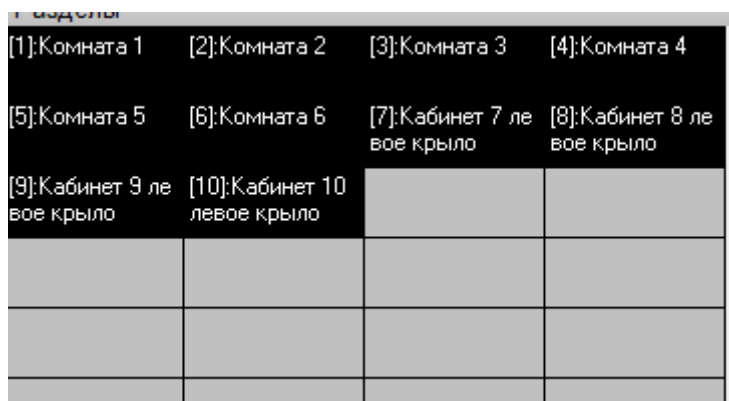 Разделы
[1]:Комната 1 [2]:Комната 2 [3]:Комната 3 [4]:Комната 4
[5]:Комната 5 [6]:Комната 6 [7]:Кабинет 7 ле [8]:Кабинет 8 ле
вое крыло вое крыло
[9]:Кабинет 9 ле [10]:Кабинет 10
вое крыло левое крыло